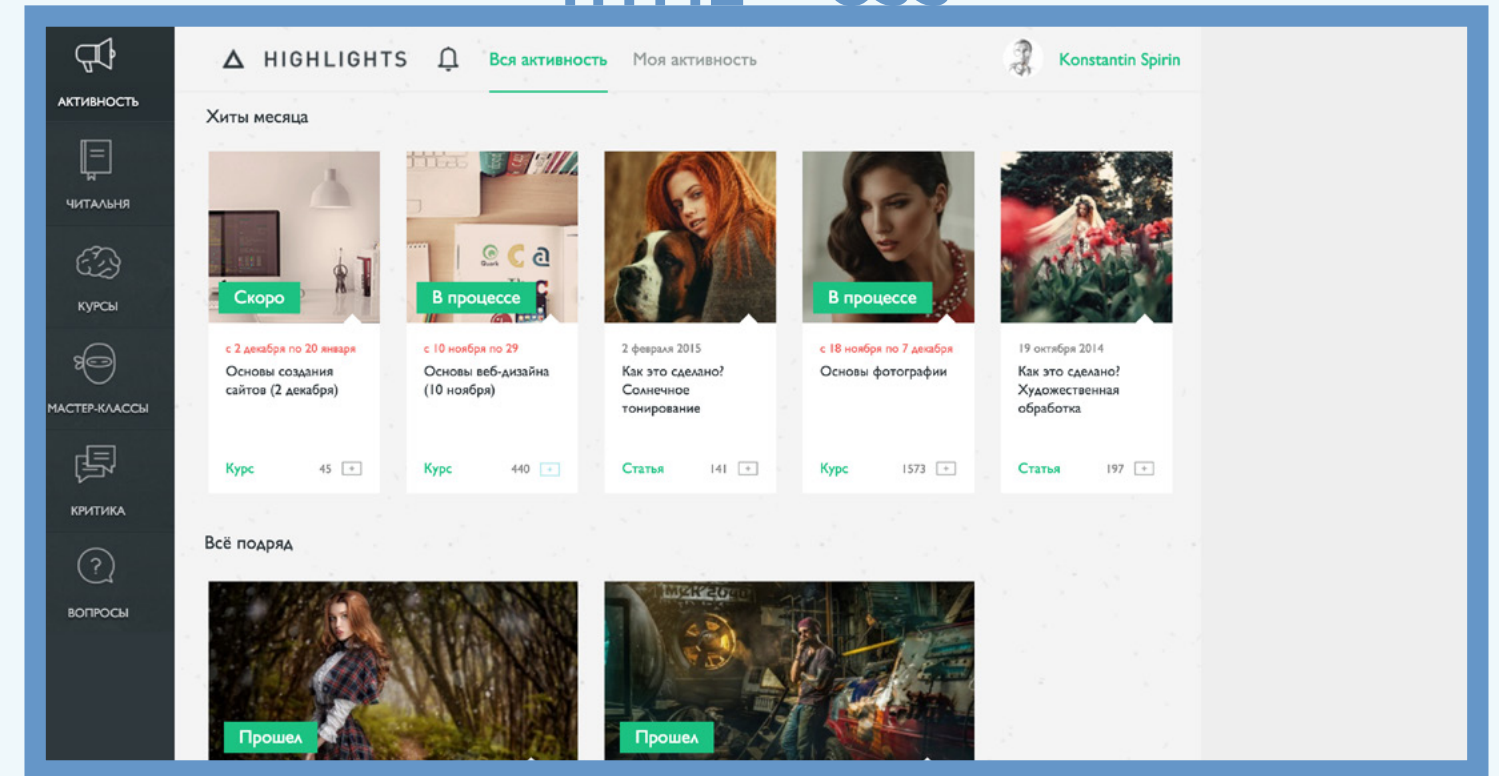 АКТИВНОСТЬ
ЧИТАЛЬНЯ
КУРСЫ
МАСТЕР-КЛАССЫ
КРИТИКА
ВОПРОСЫ
HIGHLIGHTS
Вся активность
Моя активность
Konstantin Spirin
Хиты месяца
Скоро
с 2 декабря по 20 января
Основы создания
сайтов (2 декабря)
Курс
45
Quark
C a
В процессе
с 10 ноября по 29
Основы веб-дизайна
(10 ноября)
Курс
440
2 февраля 2015
Как это сделано?
Солнечное
тонирование
Статья
141
В процессе
с 18 ноября по 7 декабря
Основы фотографии
Курс
1573
19 октября 2014
Как это сделано?
Художественная
обработка
Статья
197
Всё подряд
Прошел
МСК 2040
Прошел